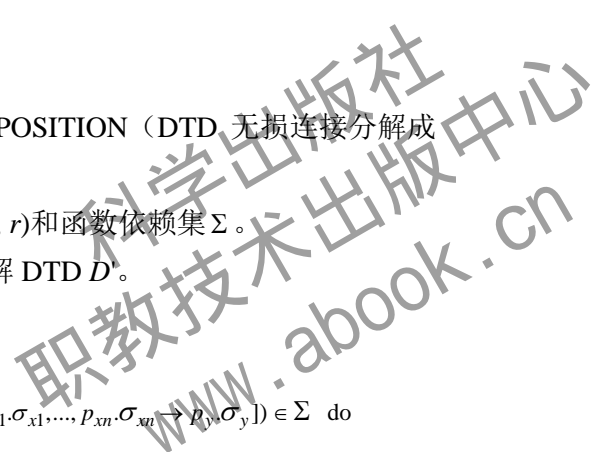 POSITION（DTD 无损连接分解成
r)和函数依赖集Σ。
解 DTD D'。
1.σx1,..., pxn.σxn→ py.σy]) ∈ Σ do
科学出版社
职教技术出版中心
www.abook.cn